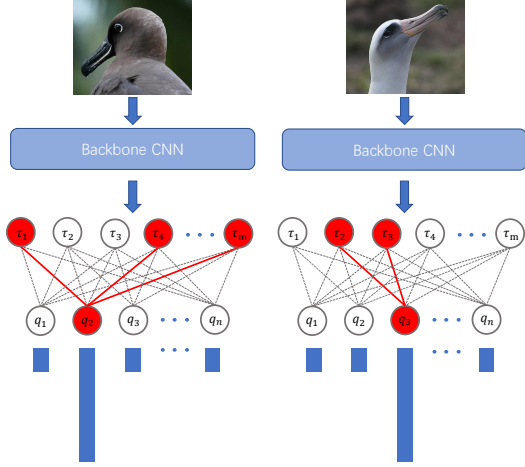 Backbone CNN Backbone CNN
τ₁ τ₂ τ₃ τ₄ • • • τₘ τ₁ τ₂ τ₃ τ₄ • • • τₘ
q₁ q₂ q₃ • • • qₙ q₁ q₂ q₃ • • • qₙ
• • • • • •